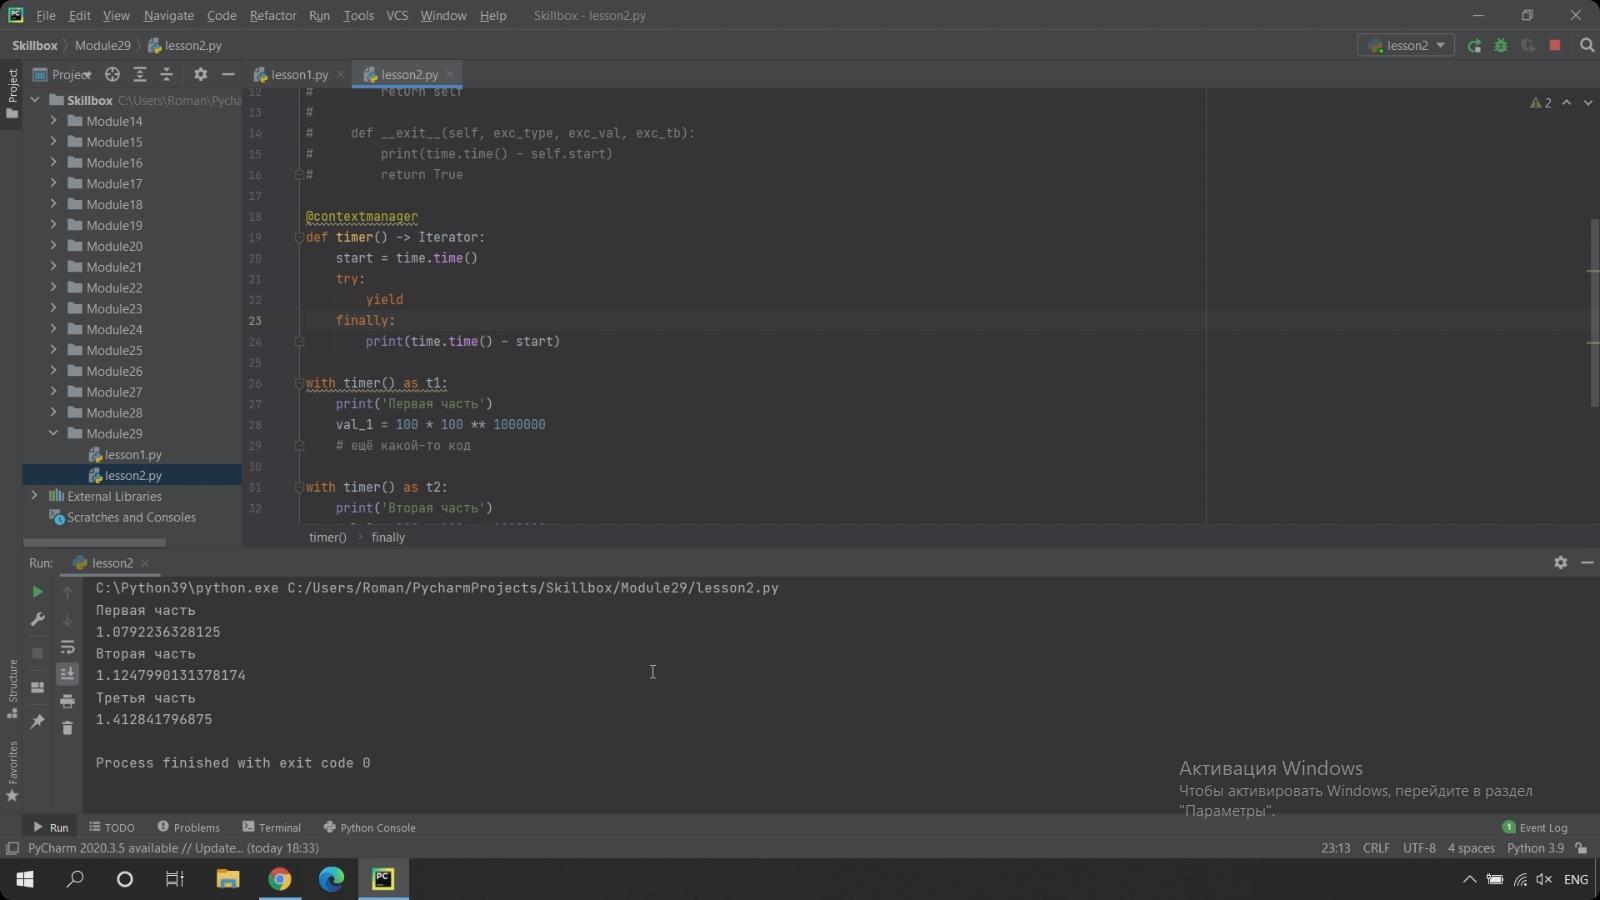 File Edit View Navigate Code Refactor Run Tools VCS Window Help Skillbox - lesson2.py
Skillbox Module29 lesson2.py lesson2
Project
Project lesson1.py lesson2.py
Skillbox C:\Users\Roman\Pycha
Module14
Module15
Module16
Module17
Module18
Module19
Module20
Module21
Module22
Module23
Module24
Module25
Module26
Module27
Module28
Module29
lesson1.py
lesson2.py
External Libraries
Scratches and Consoles
2
12 # return self
13 #
14 # def __exit__(self, exc_type, exc_val, exc_tb):
15 # print(time.time() - self.start)
16 # return True
17
18 @contextmanager
19 def timer() -> Iterator:
20 start = time.time()
21 try:
22 yield
23 finally:
24 print(time.time() - start)
25
26 with timer() as t1:
27 print('Первая часть')
28 val_1 = 100 * 100 ** 1000000
29 # ещё какой-то код
30
31 with timer() as t2:
32 print('Вторая часть')
timer() finally
Run: lesson2
C:\Python39\python.exe C:/Users/Roman/PycharmProjects/Skillbox/Module29/lesson2.py
Первая часть
1.0792236328125
Вторая часть
1.1247990131378174
Третья часть
1.412841796875
Process finished with exit code 0
Structure
Favorites
Активация Windows
Чтобы активировать Windows, перейдите в раздел
"Параметры".
Run TODO Problems Terminal Python Console 1 Event Log
PyCharm 2020.3.5 available // Update... (today 18:33) 23:13 CRLF UTF-8 4 spaces Python 3.9
ENG